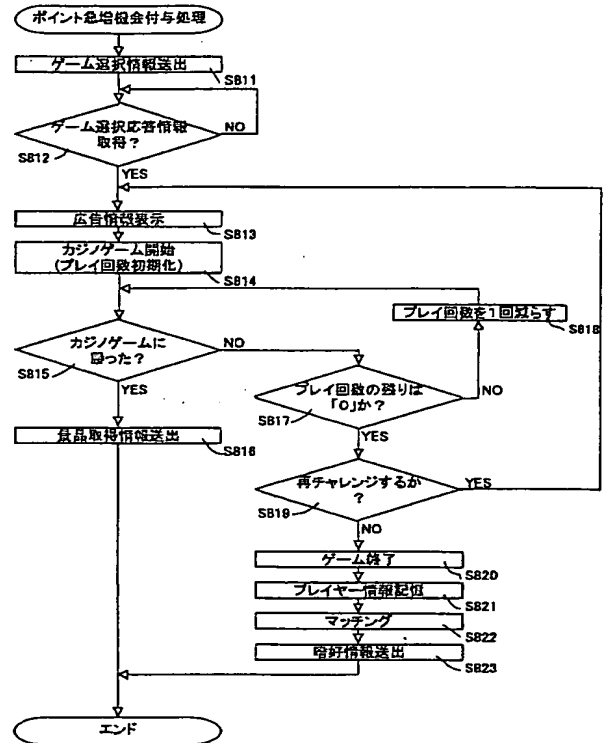 ポイント急増機会付与処理
ゲーム選択情報送出
S811
ゲーム選択応答情報
取得？
NO
S812
YES
広告情報表示
S813
カジノゲーム開始
(プレイ回数初期化)
S814
プレイ回数を1回減らす
S818
カジノゲームに
勝った？
NO
S815
YES
プレイ回数の残りは
「0」か？
NO
S817
YES
景品取得情報送出
S816
再チャレンジするか
？
YES
S819
NO
ゲーム終了
S820
プレイヤー情報記憶
S821
マッチング
S822
嗜好情報送出
S823
エンド